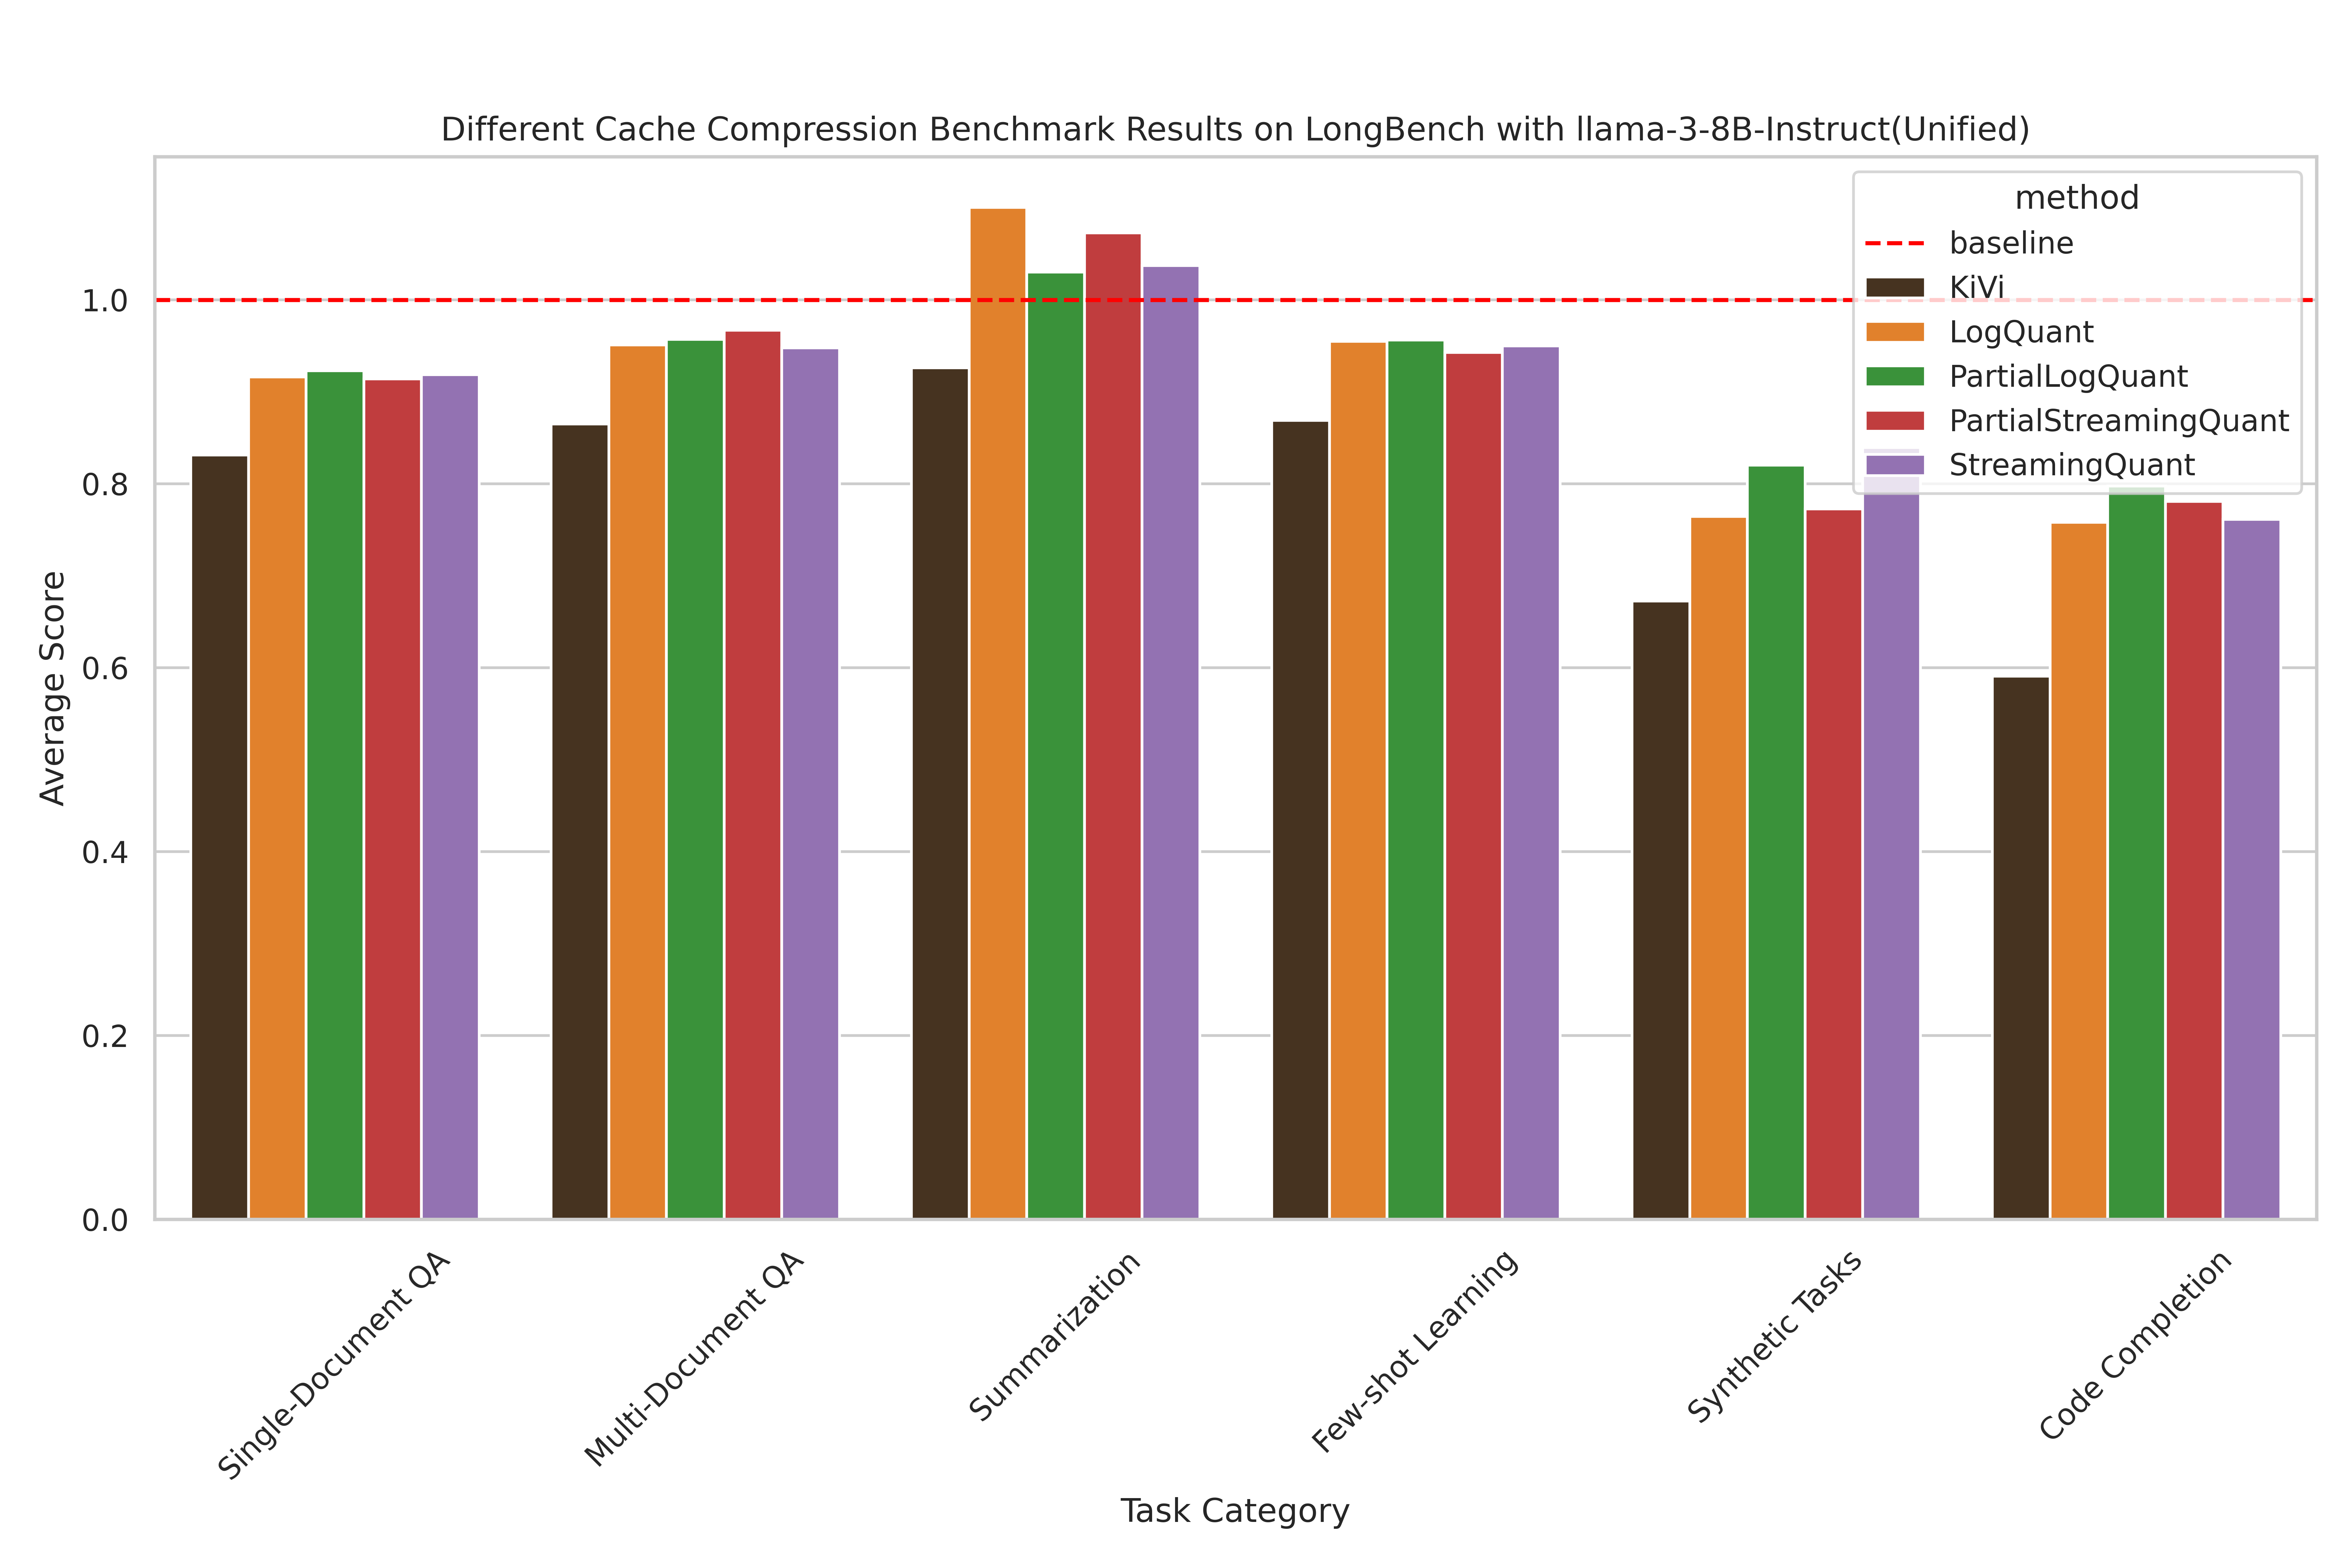 Different Cache Compression Benchmark Results on LongBench with llama-3-8B-Instruct(Unified)
method
baseline
KiVi
LogQuant
PartialLogQuant
PartialStreamingQuant
StreamingQuant
Average Score
1.0
0.8
0.6
0.4
0.2
0.0
Single-Document QA
Multi-Document QA
Summarization
Few-shot Learning
Synthetic Tasks
Code Completion
Task Category